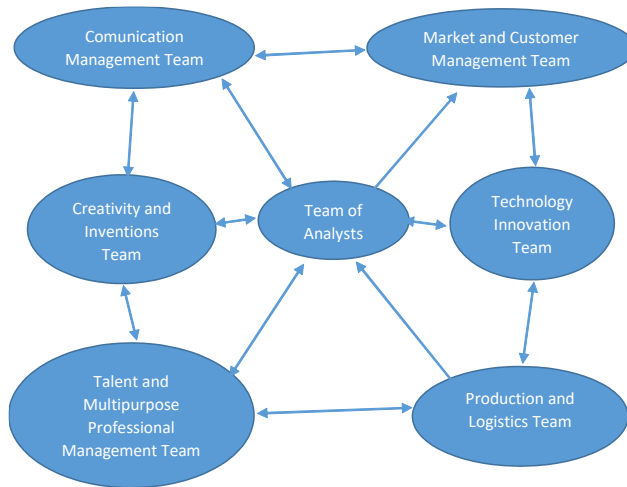 Comunication
Management Team
Market and Customer
Management Team
Creativity and
Inventions
Team
Team of
Analysts
Technology
Innovation
Team
Talent and
Multipurpose
Professional
Management Team
Production and
Logistics Team